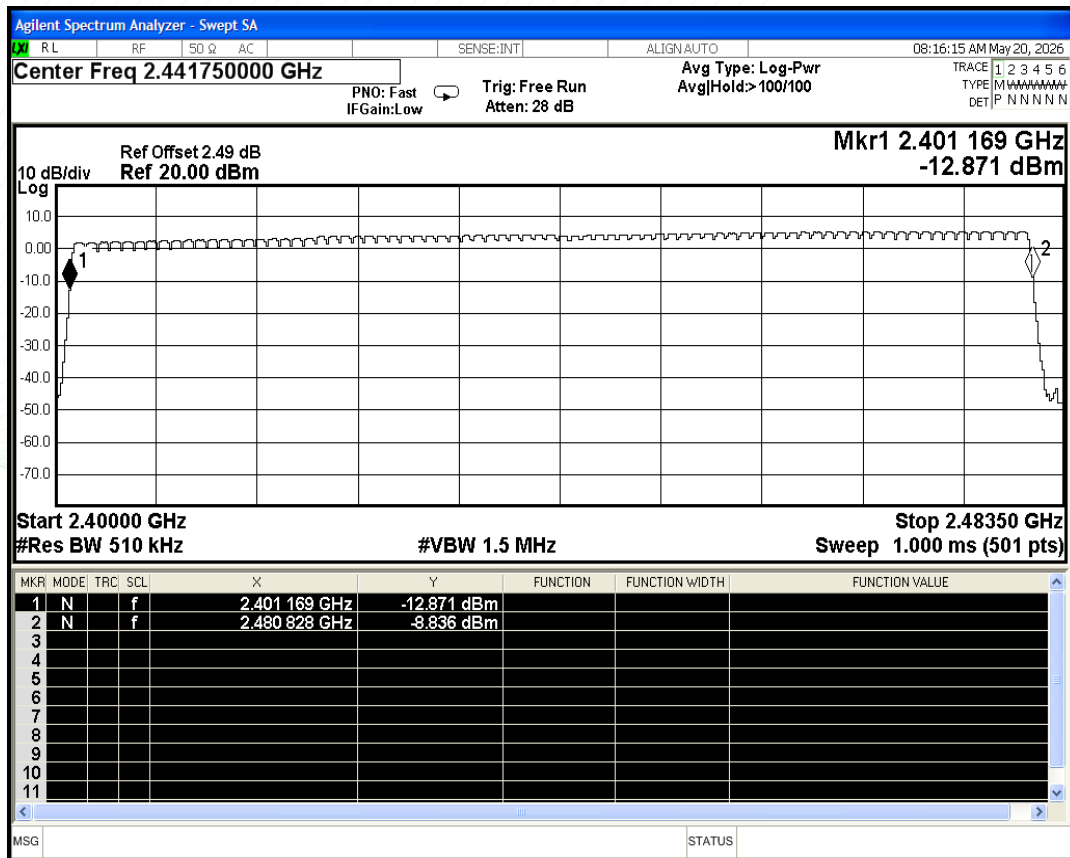 Agilent Spectrum Analyzer - Swept SA
LXI RL RF 50 Ω AC SENSE:INT ALIGN AUTO 08:16:15 AM May 20, 2026
Center Freq 2.441750000 GHz
PNO: Fast
IFGain:Low
Trig: Free Run
Atten: 28 dB
Avg Type: Log-Pwr
Avg|Hold:>100/100
TRACE 1 2 3 4 5 6
TYPE M WWWWW
DET P N N N N N
Mkr1 2.401 169 GHz
-12.871 dBm
Ref Offset 2.49 dB
10 dB/div Ref 20.00 dBm
Log
10.0
0.00
-10.0
-20.0
-30.0
-40.0
-50.0
-60.0
-70.0
1
2
Start 2.40000 GHz Stop 2.48350 GHz
#Res BW 510 kHz #VBW 1.5 MHz Sweep 1.000 ms (501 pts)
MKR MODE TRC SCL X Y FUNCTION FUNCTION WIDTH FUNCTION VALUE
1 N f 2.401 169 GHz -12.871 dBm
2 N f 2.480 828 GHz -8.836 dBm
3
4
5
6
7
8
9
10
11
MSG STATUS